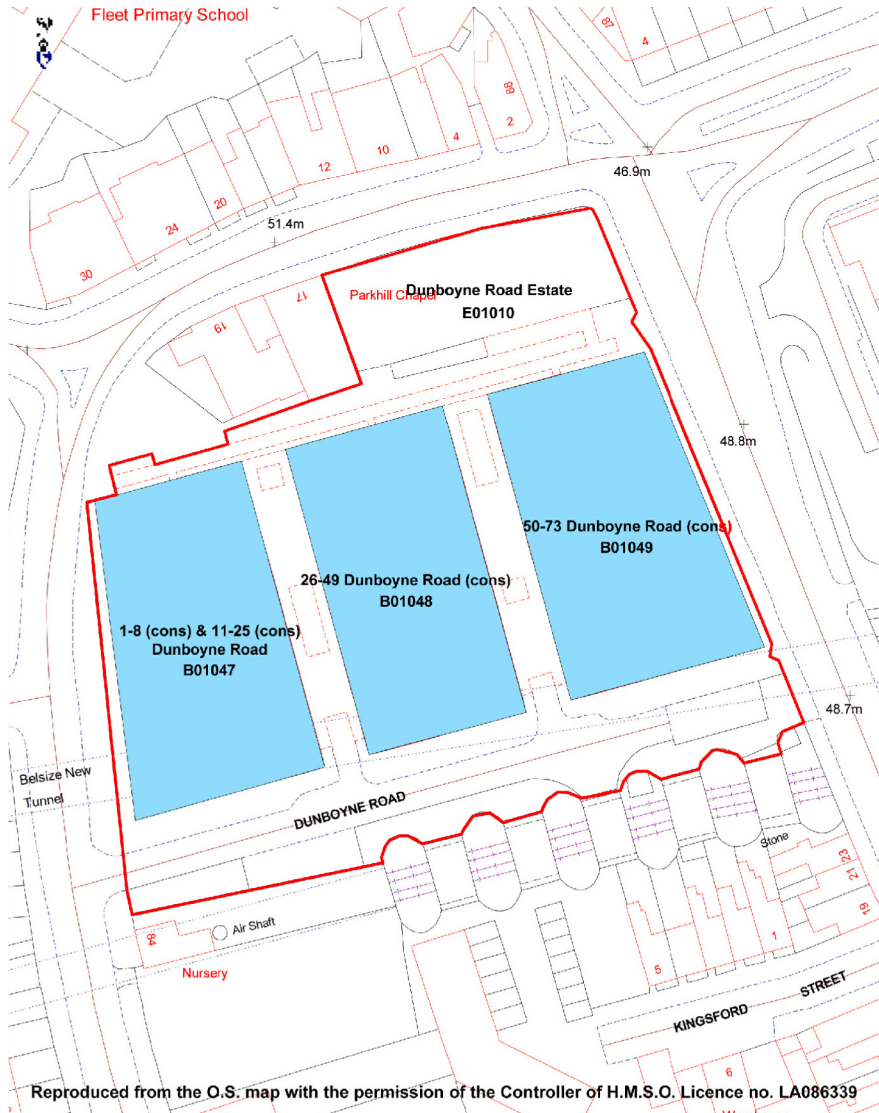 Fleet Primary School
87
4
88
2
4
10
12
20
24
30
46.9m
51.4m
17
19
Parkhill Chapel
Dunboyne Road Estate
E01010
48.8m
50-73 Dunboyne Road (cons)
B01049
26-49 Dunboyne Road (cons)
B01048
1-8 (cons) & 11-25 (cons)
Dunboyne Road
B01047
48.7m
Belsize New
Tunnel
DUNBOYNE ROAD
Stone
23
21
19
84
Air Shaft
Nursery
5
1
KINGSFORD STREET
6
Reproduced from the O.S. map with the permission of the Controller of H.M.S.O. Licence no. LA086339